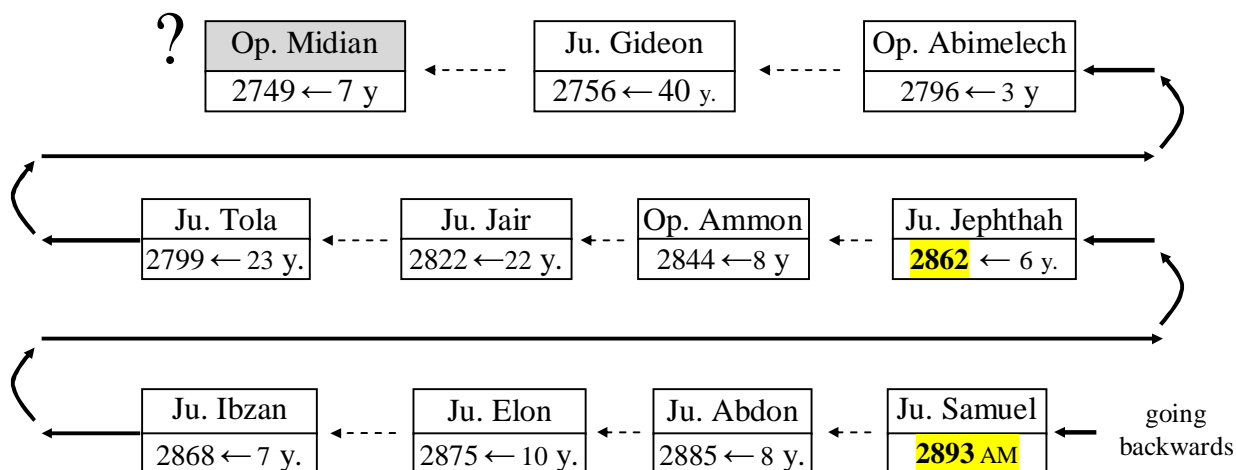 ?
Op. Midian
2749 ← 7 y
Ju. Gideon
2756 ← 40 y.
Op. Abimelech
2796 ← 3 y
Ju. Tola
2799 ← 23 y.
Ju. Jair
2822 ←22 y.
Op. Ammon
2844 ←8 y
Ju. Jephthah
2862 ← 6 y.
Ju. Ibzan
2868 ← 7 y.
Ju. Elon
2875 ← 10 y.
Ju. Abdon
2885 ← 8 y.
Ju. Samuel
2893 AM
going
backwards